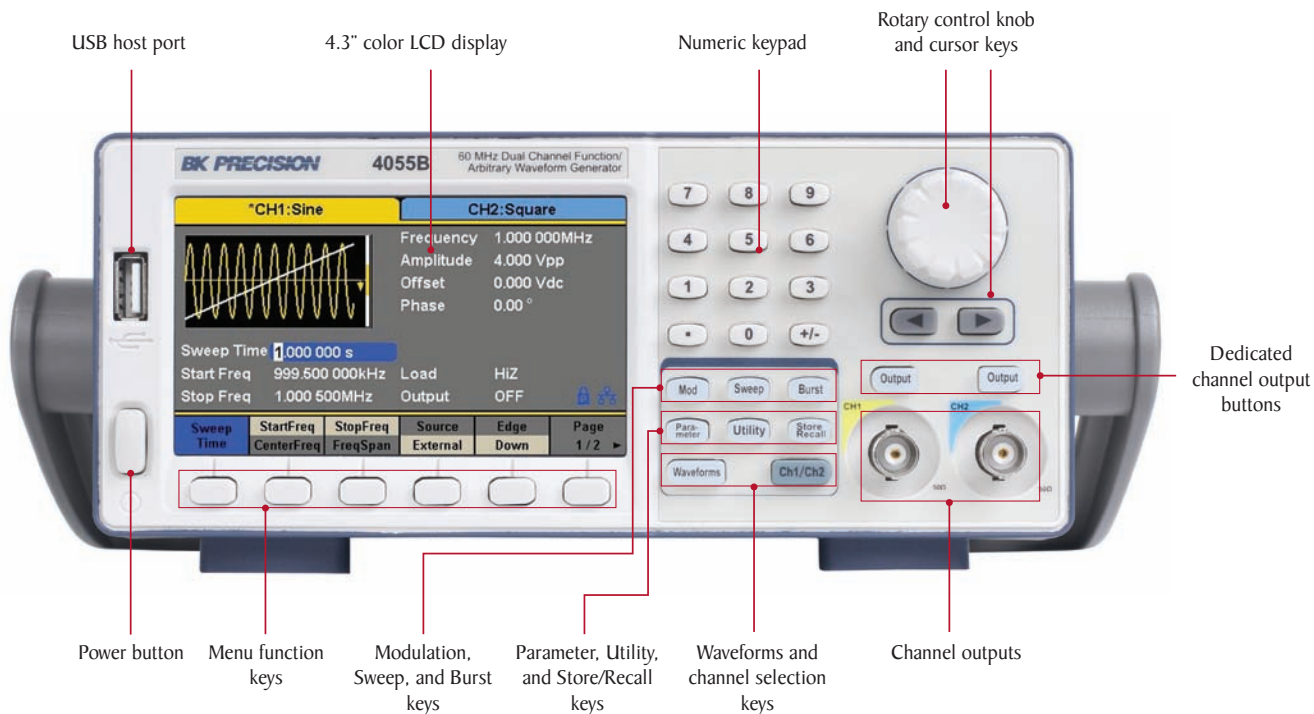 USB host port
4.3" color LCD display
Numeric keypad
Rotary control knob
and cursor keys
BK PRECISION
4055B
60 MHz Dual Channel Function/
Arbitrary Waveform Generator
*CH1:Sine
CH2:Square
Frequency 1.000 000MHz
Amplitude 4.000 Vpp
Offset 0.000 Vdc
Phase 0.00 °
Sweep Time 1.000 000 s
Start Freq 999.500 000kHz Load HiZ
Stop Freq 1.000 500MHz Output OFF
Sweep
Time
StartFreq
CenterFreq
StopFreq
FreqSpan
Source
External
Edge
Down
Page
1/2 ►
7 8 9
4 5 6
1 2 3
• 0 +/-
Mod Sweep Burst
Para-
meter
Utility
Store
Recall
Waveforms Ch1/Ch2
Output Output
CH1 CH2
50Ω 50Ω
Dedicated
channel output
buttons
Power button
Menu function
keys
Modulation,
Sweep, and Burst
keys
Parameter, Utility,
and Store/Recall
keys
Waveforms and
channel selection
keys
Channel outputs